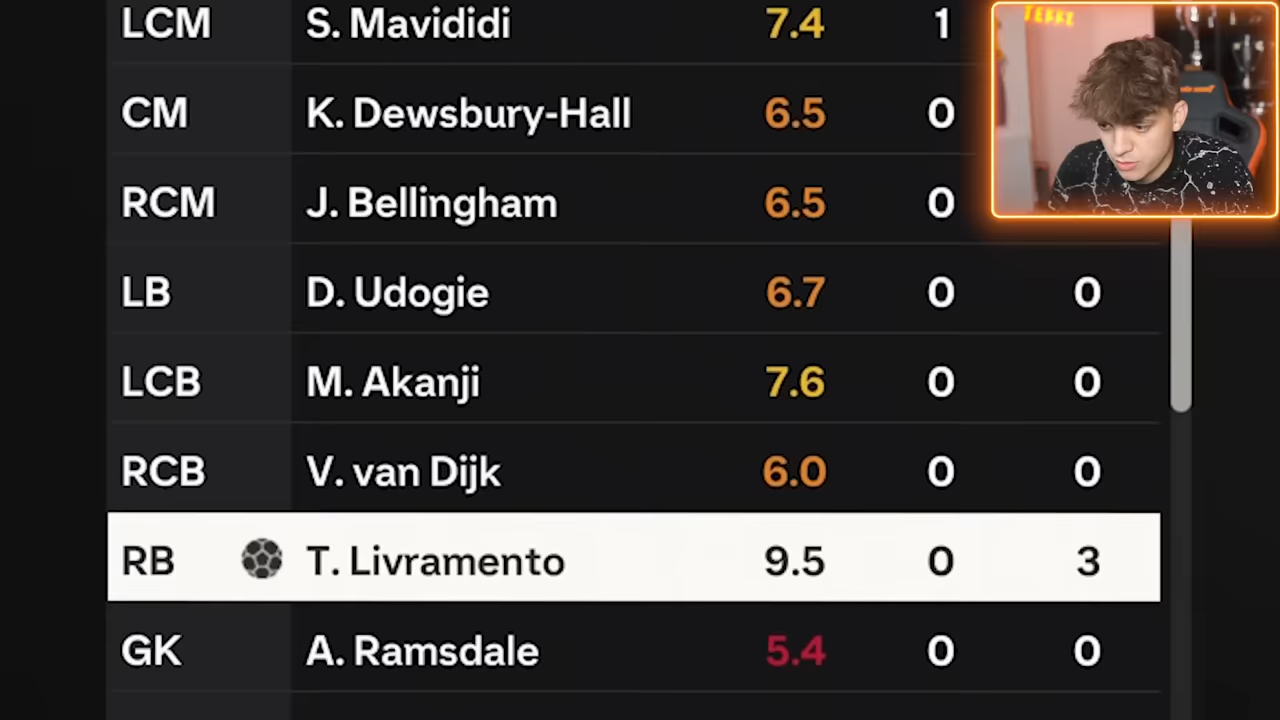 LCM S. Mavididi 7.4 1
CM K. Dewsbury-Hall 6.5 0
RCM J. Bellingham 6.5 0
LB D. Udogie 6.7 0 0
LCB M. Akanji 7.6 0 0
RCB V. van Dijk 6.0 0 0
RB T. Livramento 9.5 0 3
GK A. Ramsdale 5.4 0 0